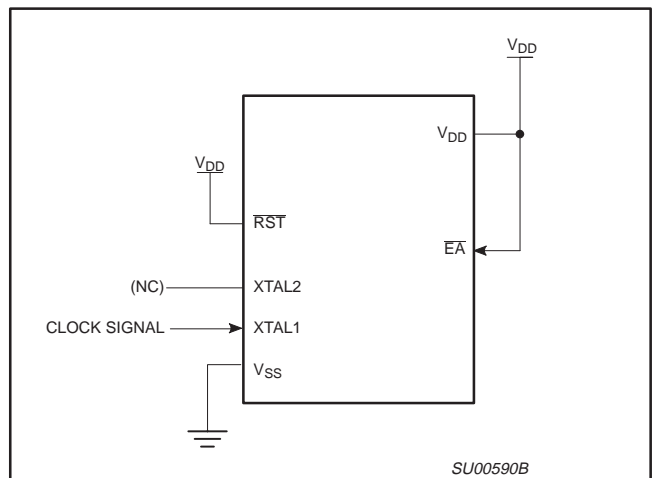 VDD
VDD
VDD
RST
EA
(NC)
XTAL2
CLOCK SIGNAL
XTAL1
VSS
SU00590B